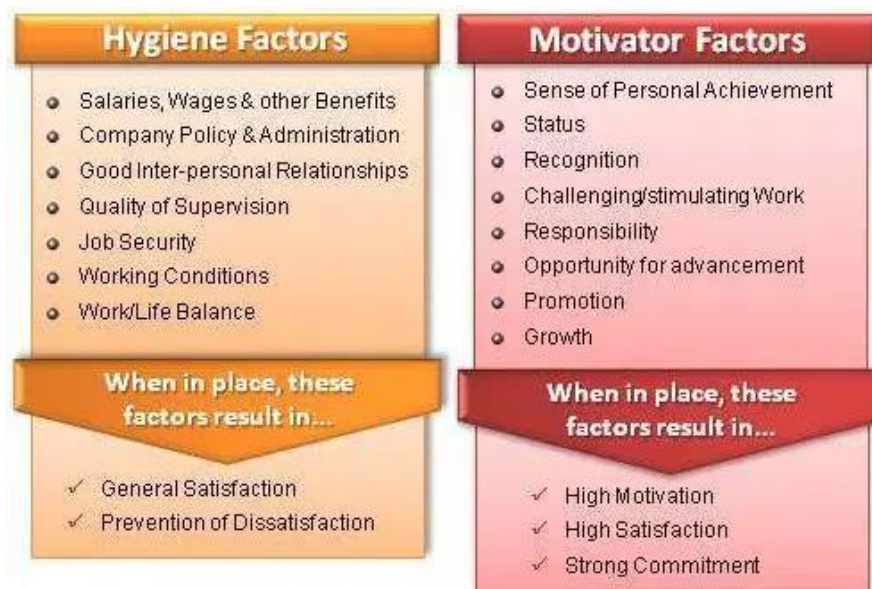 Hygiene Factors
Salaries, Wages & other Benefits
Company Policy & Administration
Good Inter-personal Relationships
Quality of Supervision
Job Security
Working Conditions
Work/Life Balance
When in place, these
factors result in...
General Satisfaction
Prevention of Dissatisfaction
Motivator Factors
Sense of Personal Achievement
Status
Recognition
Challenging/stimulating Work
Responsibility
Opportunity for advancement
Promotion
Growth
When in place, these
factors result in...
High Motivation
High Satisfaction
Strong Commitment